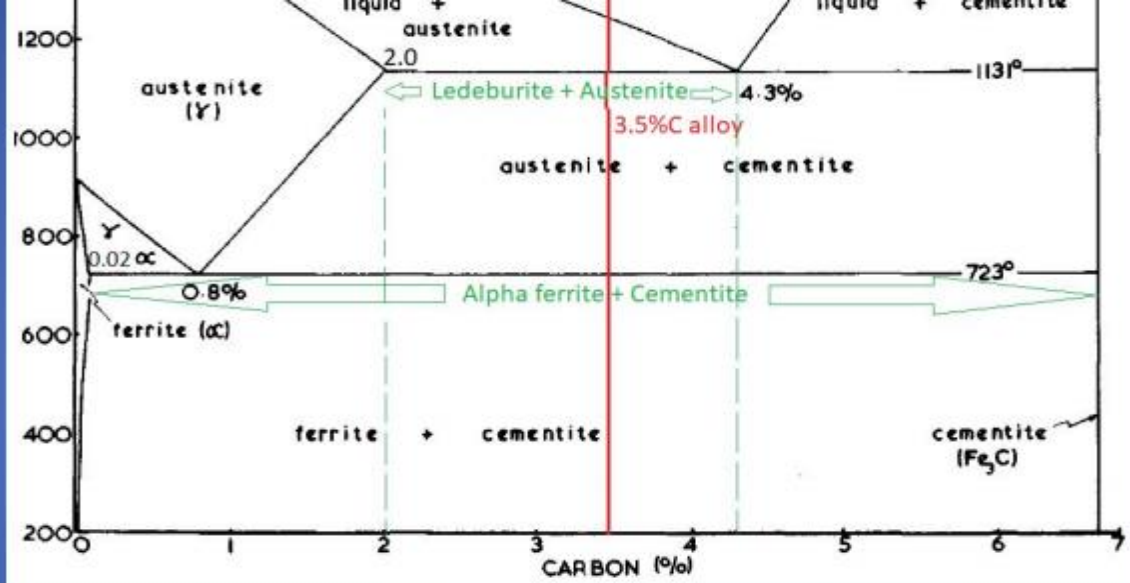 liquid + liquid + cementite
1200 austenite
2.0
1131°
austenite Ledeburite + Austenite 4.3%
(γ)
3.5%C alloy
1000
austenite + cementite
γ
800
0.02 α 723°
0.8% Alpha ferrite + Cementite
ferrite (α)
600
400 ferrite + cementite cementite
(Fe3C)
200
0 1 2 3 4 5 6 7
CARBON (%)